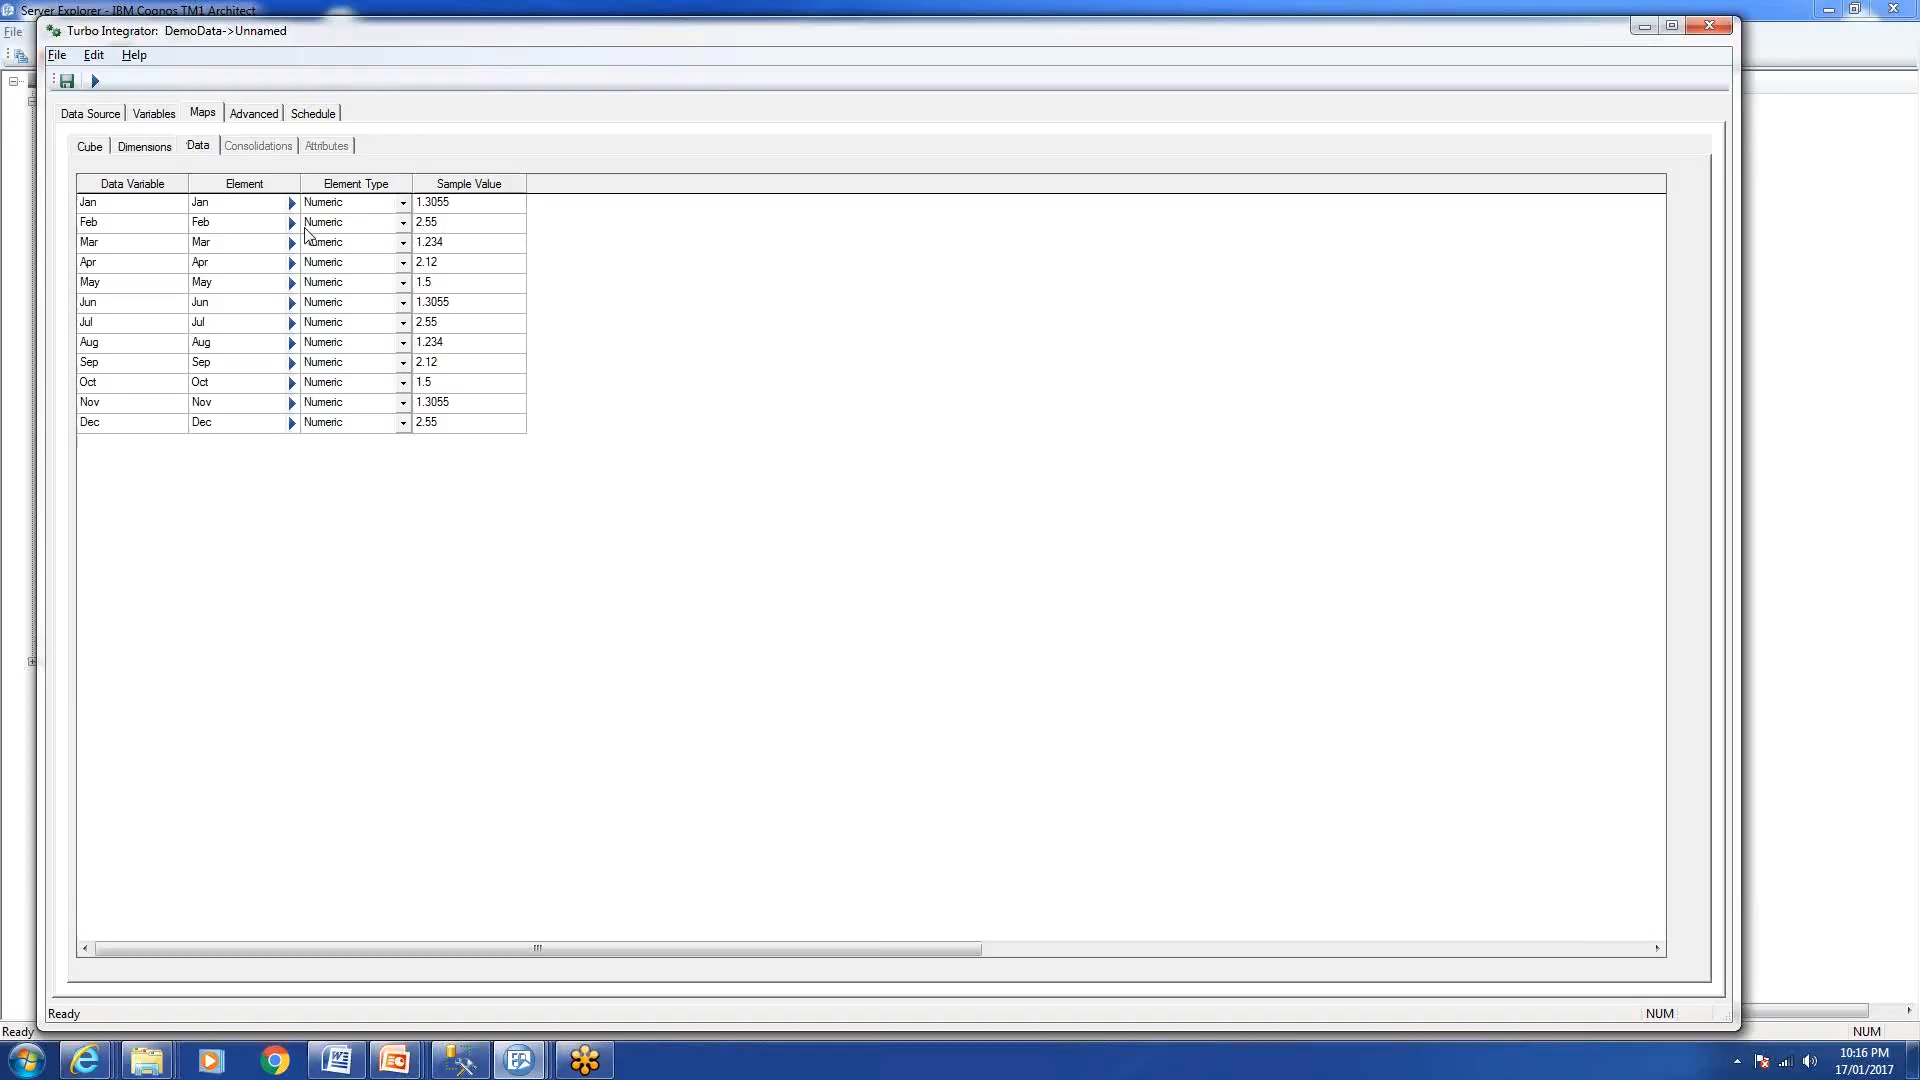 Server Explorer - IBM Cognos TM1 Architect
File
Turbo Integrator: DemoData->Unnamed
File Edit Help
Data Source Variables Maps Advanced Schedule
Cube Dimensions Data Consolidations Attributes
Data Variable Element Element Type Sample Value
Jan Jan Numeric 1.3055
Feb Feb Numeric 2.55
Mar Mar Numeric 1.234
Apr Apr Numeric 2.12
May May Numeric 1.5
Jun Jun Numeric 1.3055
Jul Jul Numeric 2.55
Aug Aug Numeric 1.234
Sep Sep Numeric 2.12
Oct Oct Numeric 1.5
Nov Nov Numeric 1.3055
Dec Dec Numeric 2.55
Ready NUM
Ready NUM
10:16 PM
17/01/2017